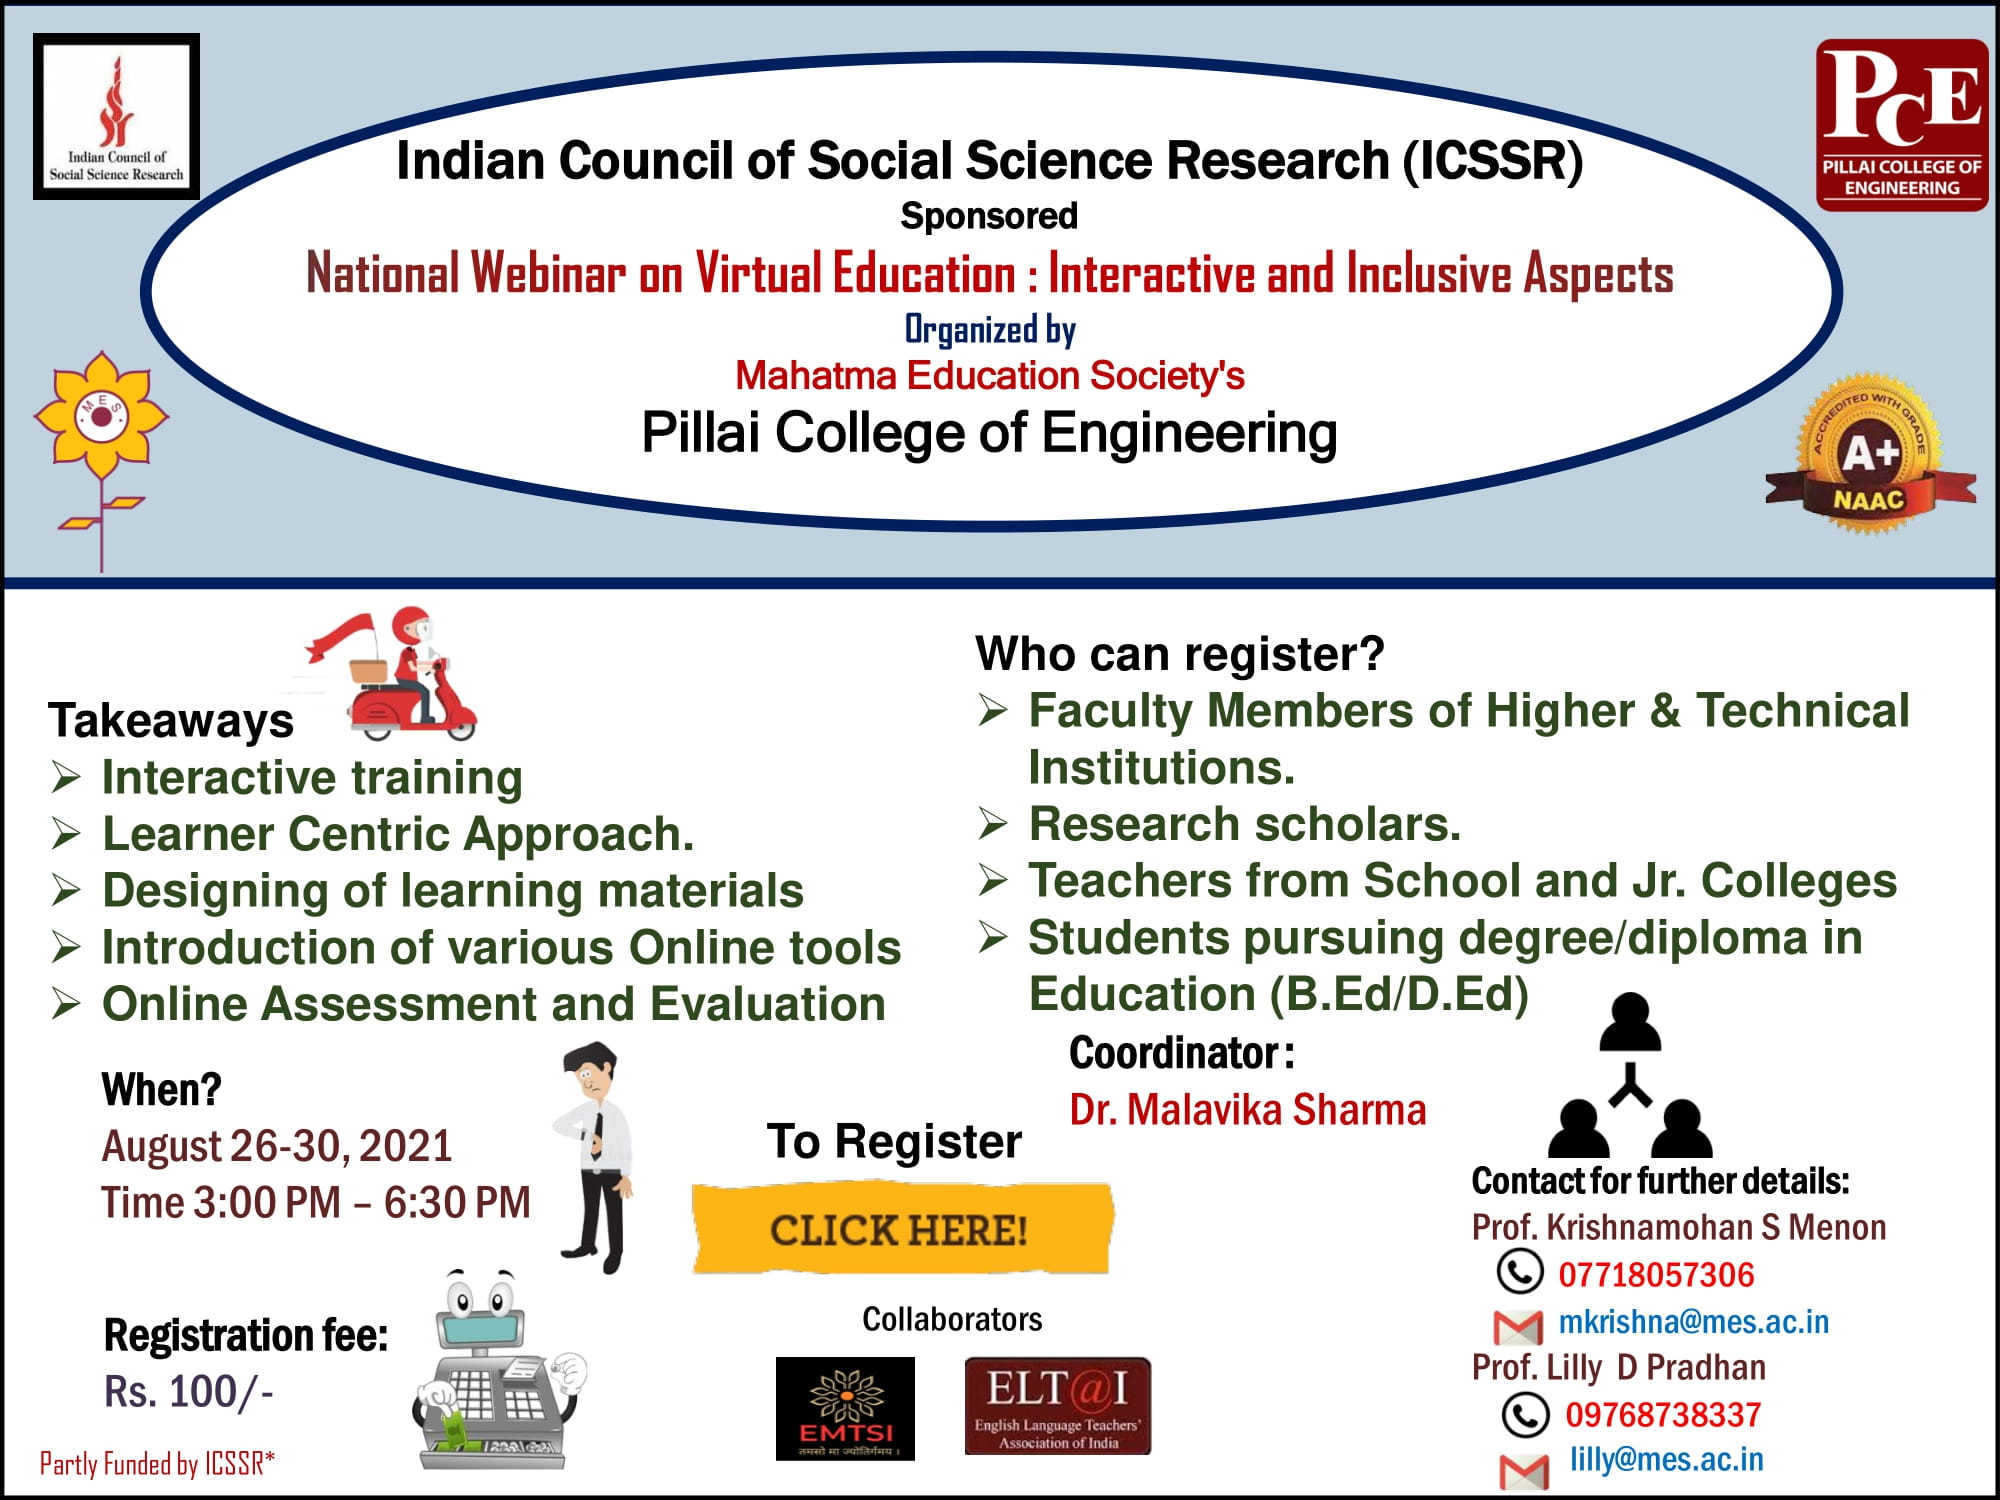 Indian Council of
Social Science Research
PCE
PILLAI COLLEGE OF
ENGINEERING
Indian Council of Social Science Research (ICSSR)
Sponsored
National Webinar on Virtual Education : Interactive and Inclusive Aspects
Organized by
Mahatma Education Society's
Pillai College of Engineering
MES
ACCREDITED WITH GRADE
A+
NAAC
Takeaways
➢ Interactive training
➢ Learner Centric Approach.
➢ Designing of learning materials
➢ Introduction of various Online tools
➢ Online Assessment and Evaluation
Who can register?
➢ Faculty Members of Higher & Technical
Institutions.
➢ Research scholars.
➢ Teachers from School and Jr. Colleges
➢ Students pursuing degree/diploma in
Education (B.Ed/D.Ed)
When?
August 26-30, 2021
Time 3:00 PM – 6:30 PM
To Register
CLICK HERE!
Coordinator :
Dr. Malavika Sharma
Registration fee:
Rs. 100/-
Partly Funded by ICSSR*
Collaborators
EMTSI
तमसो मा ज्योतिर्गमय ।
ELT@I
English Language Teachers'
Association of India
Contact for further details:
Prof. Krishnamohan S Menon
07718057306
mkrishna@mes.ac.in
Prof. Lilly D Pradhan
09768738337
lilly@mes.ac.in